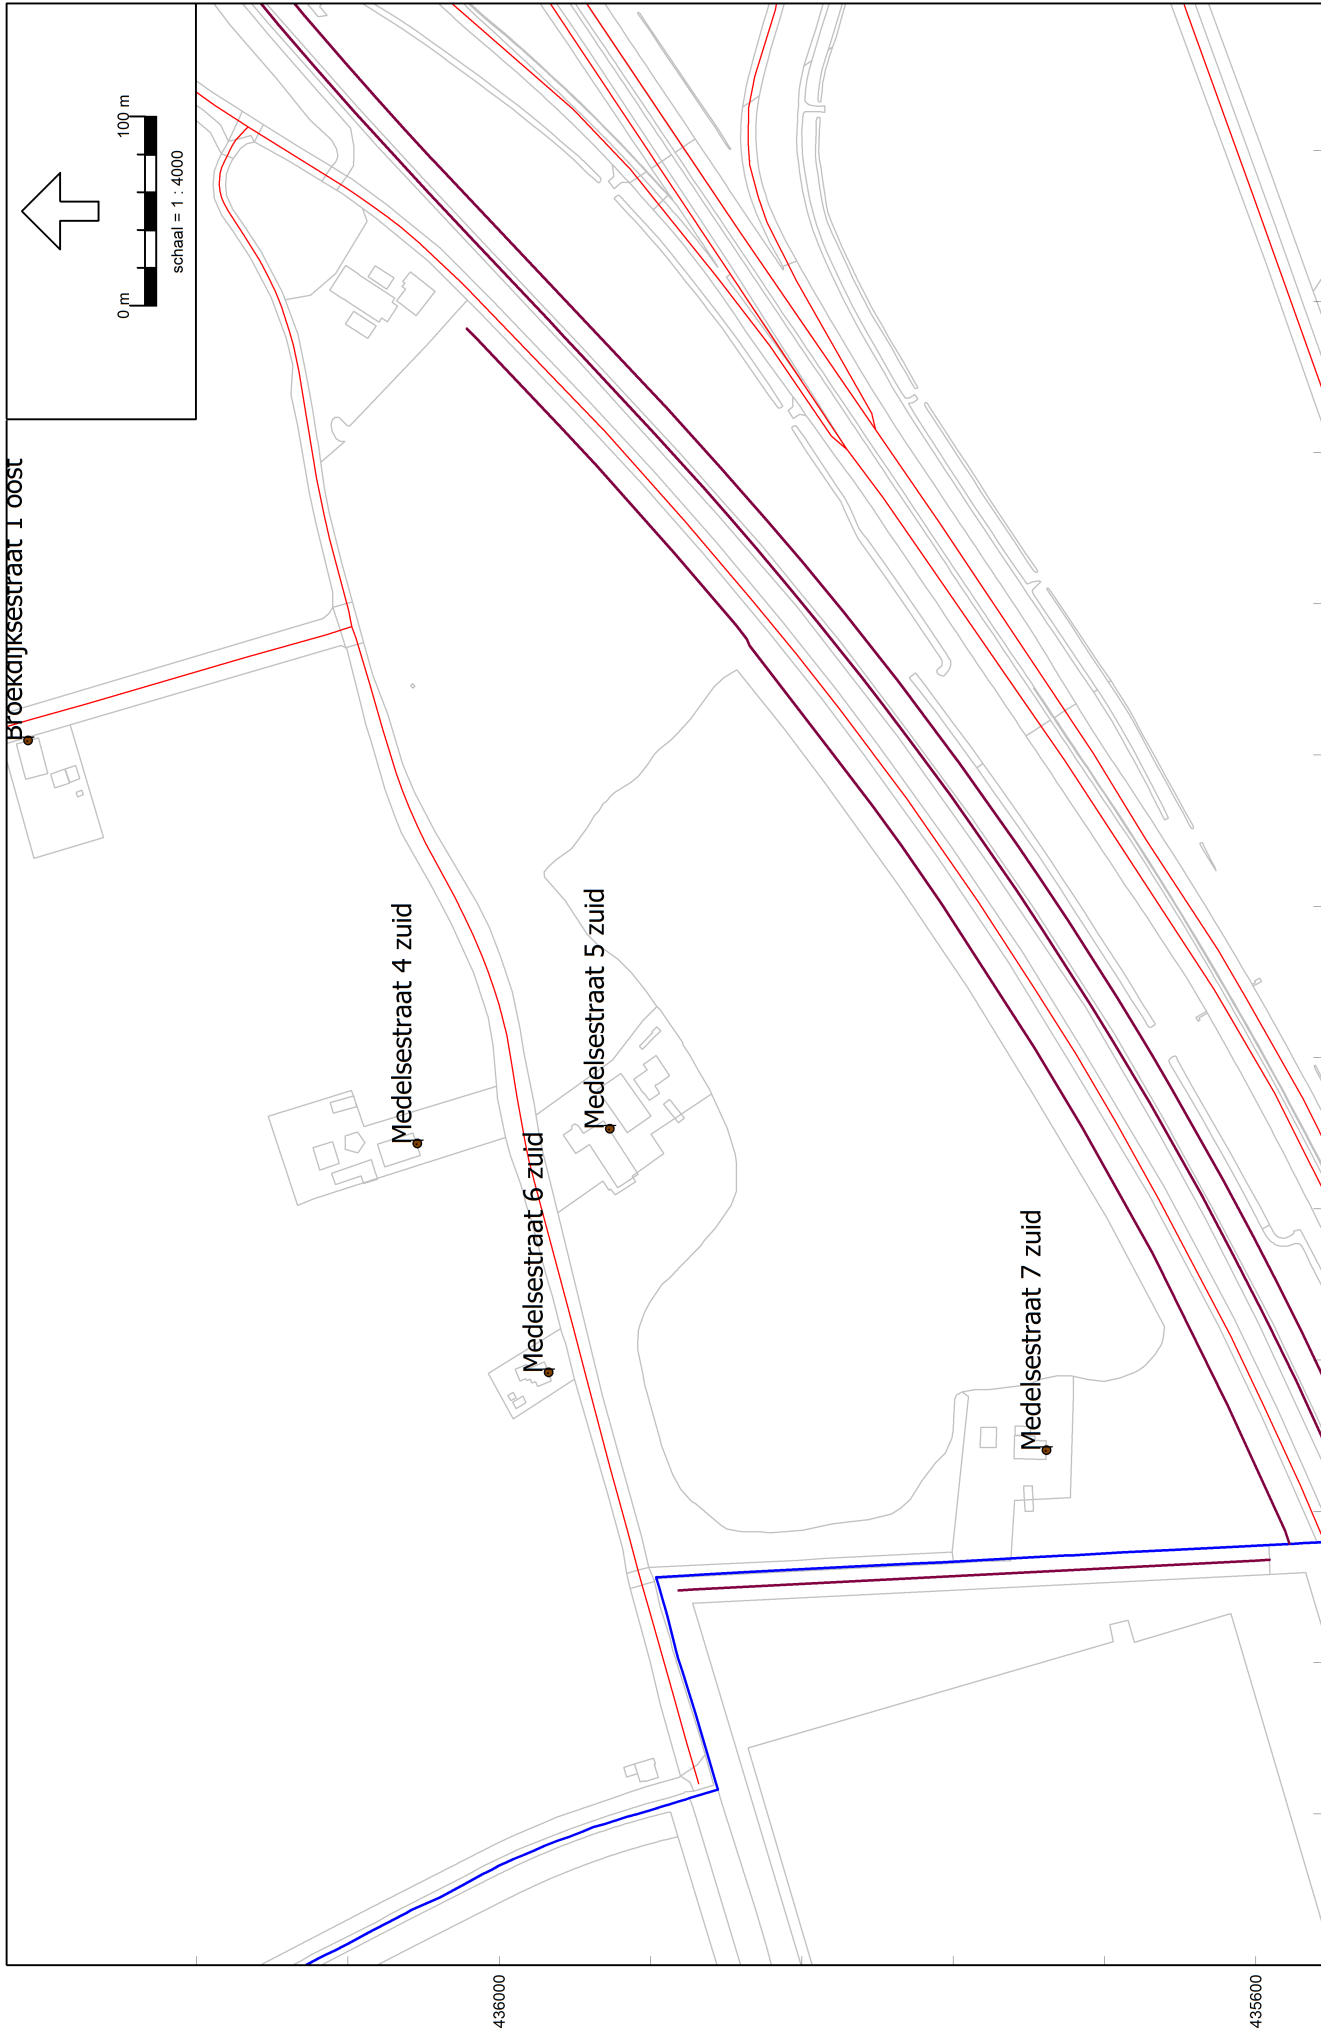 0 m
100 m
schaal = 1 : 4000
Broekdijksestraat 1 oost
Medelsestraat 4 zuid
Medelsestraat 5 zuid
Medelsestraat 6 zuid
Medelsestraat 7 zuid
436000
435600